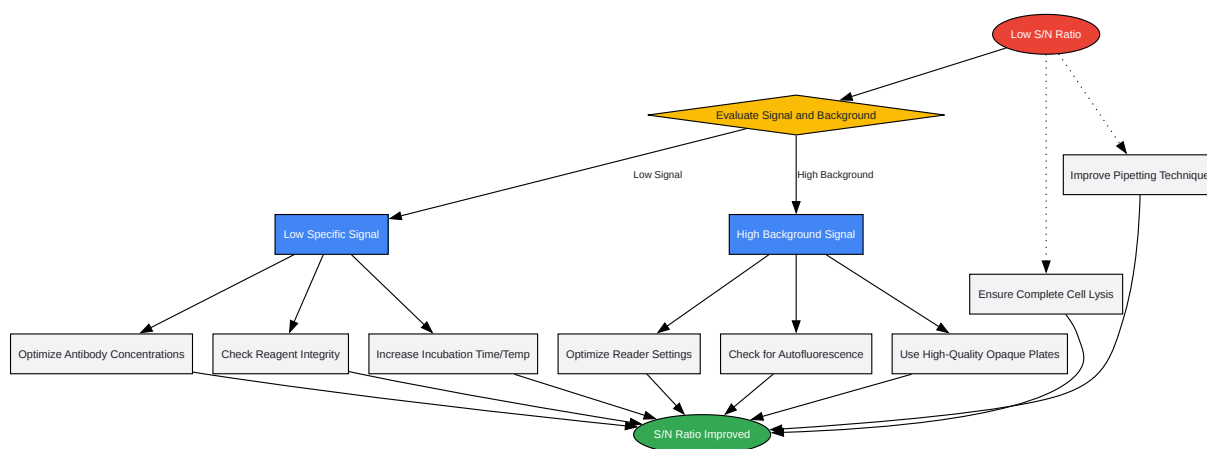 Low S/N Ratio
Evaluate Signal and Background
Improve Pipetting Technique
Low Signal
High Background
Low Specific Signal
High Background Signal
Ensure Complete Cell Lysis
Optimize Antibody Concentrations
Check Reagent Integrity
Increase Incubation Time/Temp
Optimize Reader Settings
Check for Autofluorescence
Use High-Quality Opaque Plates
S/N Ratio Improved